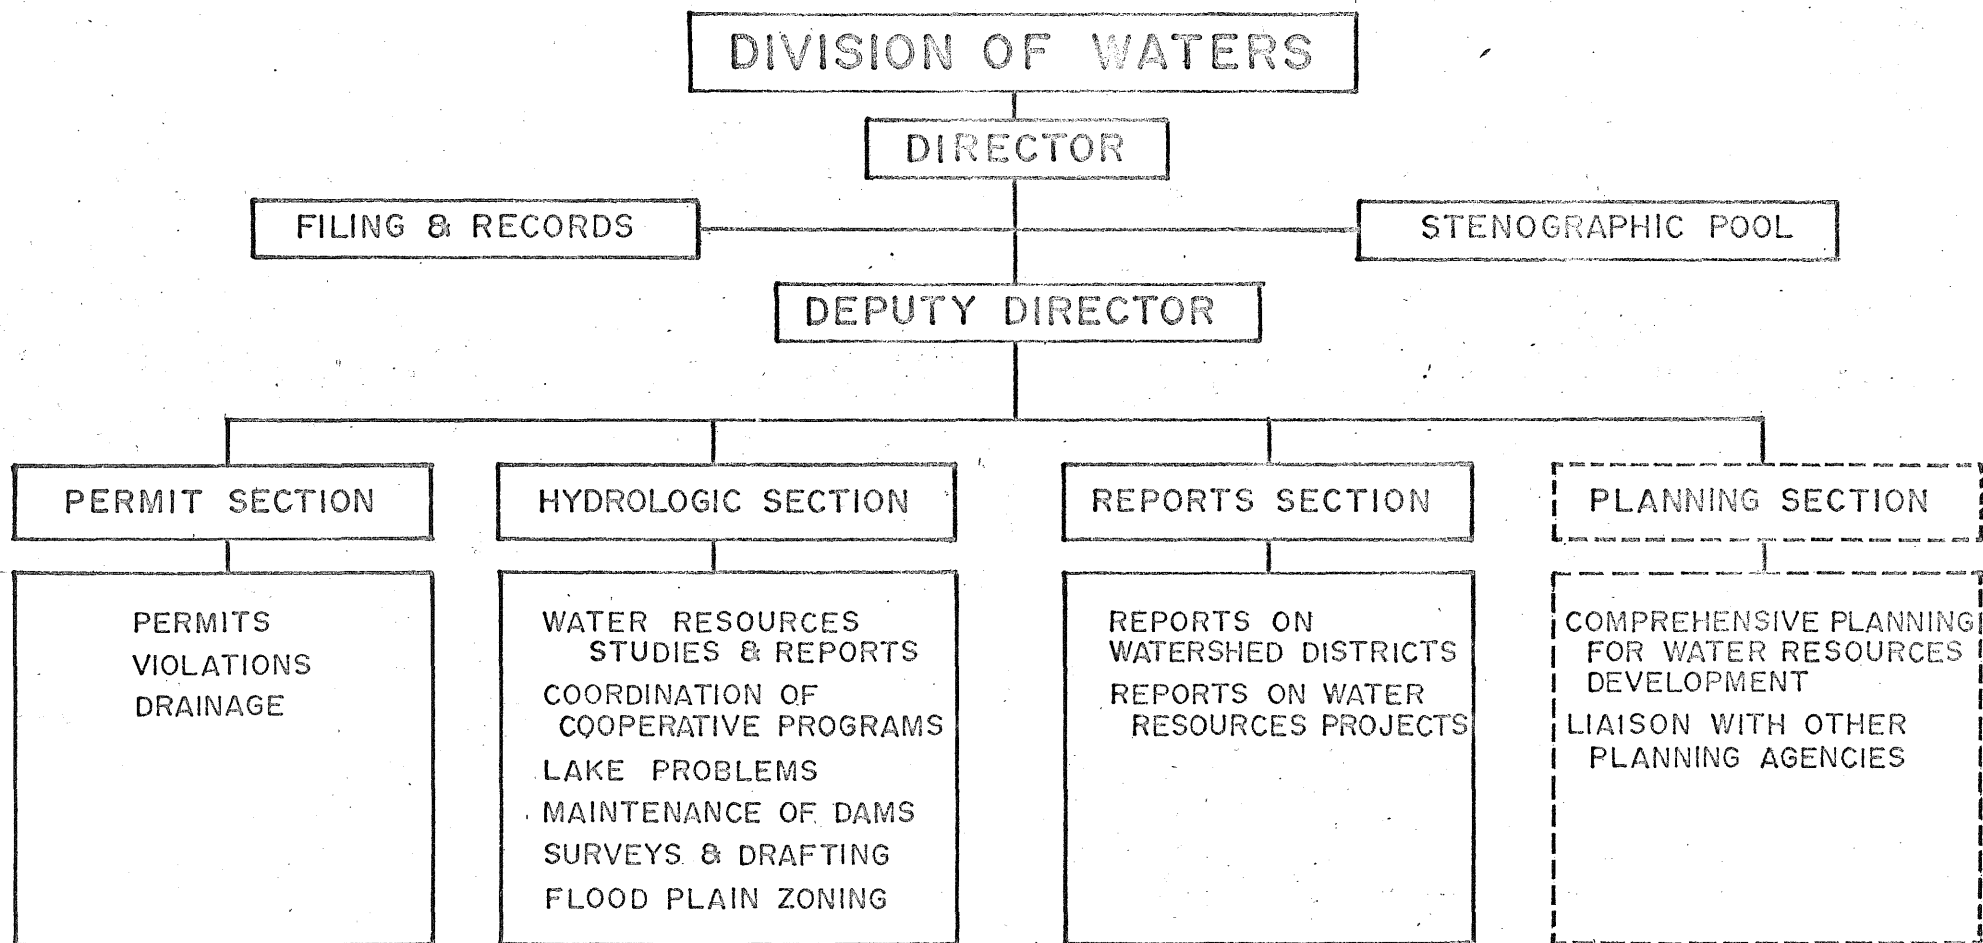 DIVISION OF WATERS
DIRECTOR
FILING & RECORDS
STENOGRAPHIC POOL
DEPUTY DIRECTOR
PERMIT SECTION
HYDROLOGIC SECTION
REPORTS SECTION
PLANNING SECTION
PERMITS
VIOLATIONS
DRAINAGE
WATER RESOURCES
STUDIES & REPORTS
COORDINATION OF
COOPERATIVE PROGRAMS
LAKE PROBLEMS
MAINTENANCE OF DAMS
SURVEYS & DRAFTING
FLOOD PLAIN ZONING
REPORTS ON
WATERSHED DISTRICTS
REPORTS ON WATER
RESOURCES PROJECTS
COMPREHENSIVE PLANNING
FOR WATER RESOURCES
DEVELOPMENT
LIAISON WITH OTHER
PLANNING AGENCIES